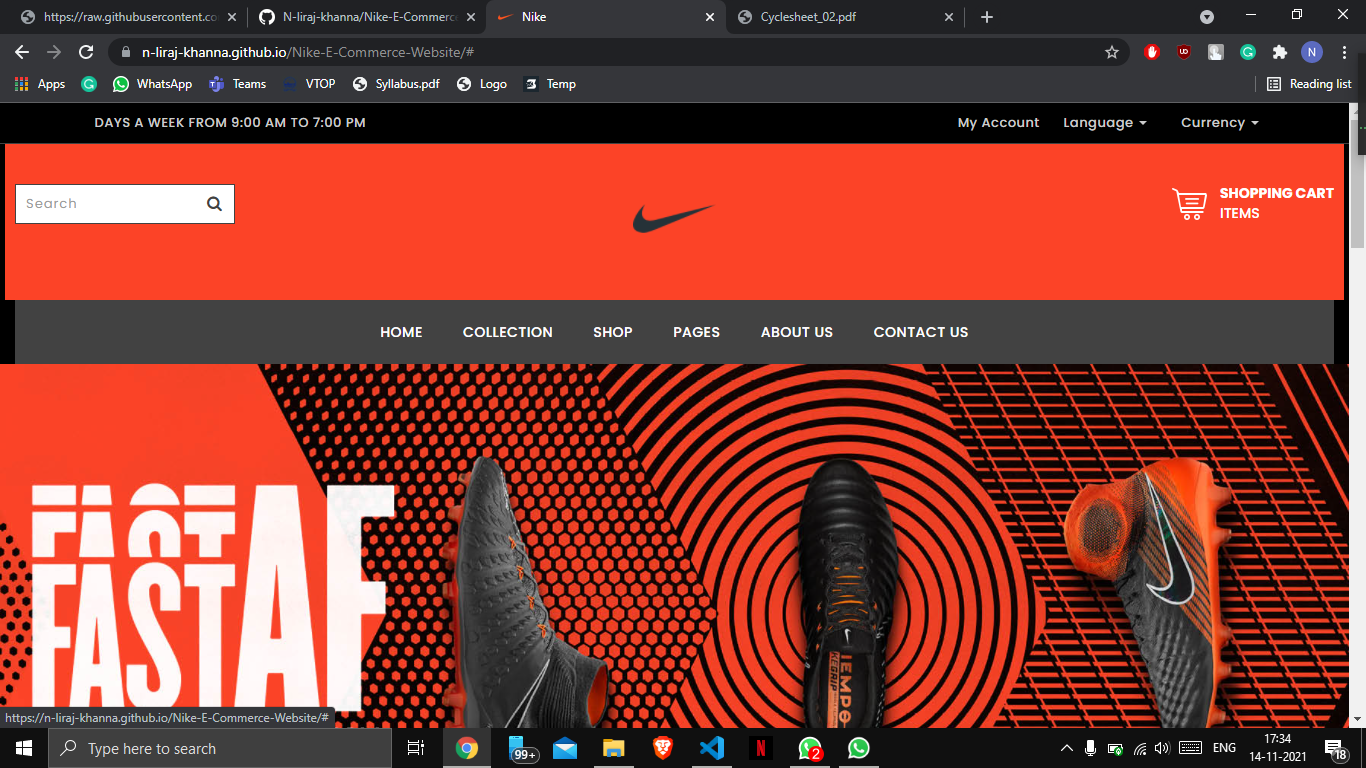 https://raw.githubusercontent.co
N-liraj-khanna/Nike-E-Commerce
Nike
Cyclesheet_02.pdf
n-liraj-khanna.github.io/Nike-E-Commerce-Website/#
N
Apps
WhatsApp
Teams
VTOP
Syllabus.pdf
Logo
Temp
Reading list
DAYS A WEEK FROM 9:00 AM TO 7:00 PM
My Account
Language
Currency
Search
SHOPPING CART
ITEMS
HOME
COLLECTION
SHOP
PAGES
ABOUT US
CONTACT US
FAST
FAST AF
TIEMPO
https://n-liraj-khanna.github.io/Nike-E-Commerce-Website/#
Type here to search
99+
2
ENG
17:34
14-11-2021
18